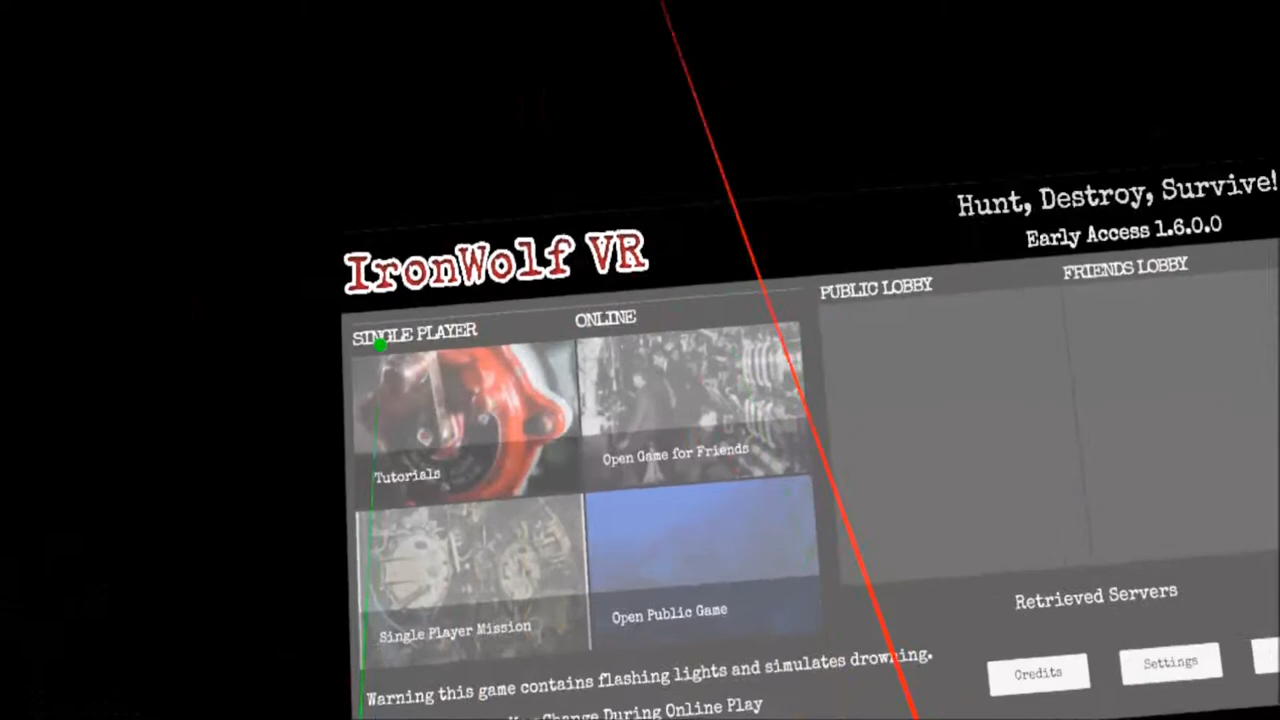 Hunt, Destroy, Survive!
IronWolf VR
Early Access 1.6.0.0
SINGLE PLAYER
ONLINE
PUBLIC LOBBY
FRIENDS LOBBY
Tutorials
Open Game for Friends
Single Player Mission
Open Public Game
Retrieved Servers
Warning this game contains flashing lights and simulates drowning.
Credits
Settings
Change During Online Play